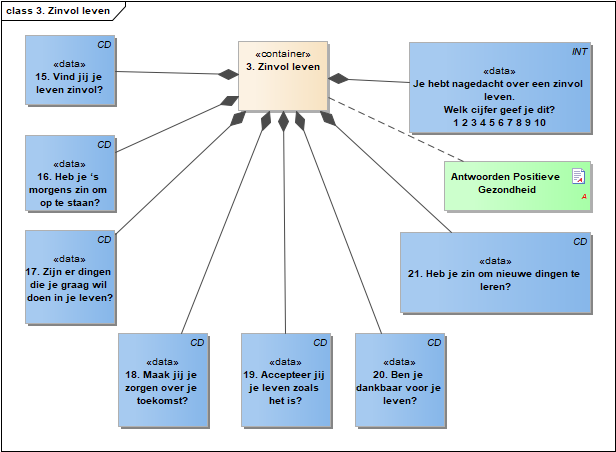 class 3. Zinvol leven
CD
«data»
15. Vind jij je
leven zinvol?
«container»
3. Zinvol leven
INT
«data»
Je hebt nagedacht over een zinvol
leven.
Welk cijfer geef je dit?
1 2 3 4 5 6 7 8 9 10
CD
«data»
16. Heb je ‘s
morgens zin om
op te staan?
Antwoorden Positieve
Gezondheid
A
CD
«data»
17. Zijn er dingen
die je graag wil
doen in je leven?
CD
«data»
21. Heb je zin om nieuwe dingen te
leren?
CD
«data»
18. Maak jij je
zorgen over je
toekomst?
CD
«data»
19. Accepteer jij
je leven zoals
het is?
CD
«data»
20. Ben je
dankbaar voor je
leven?